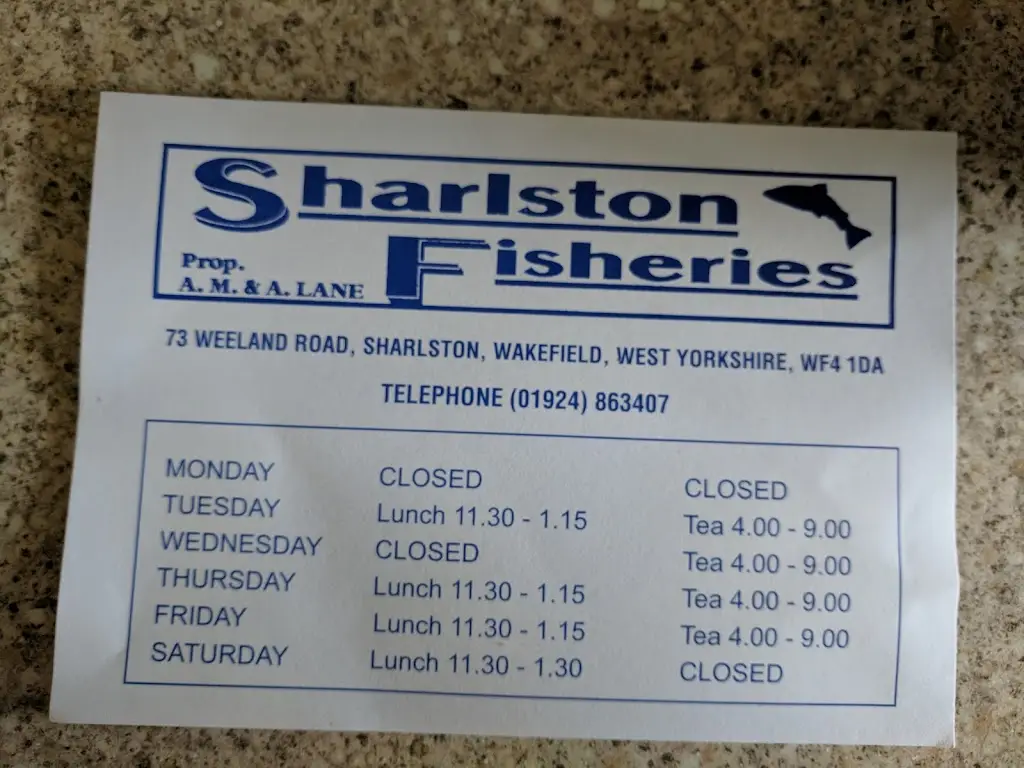 Sharlston
Fisheries
Prop.
A. M. & A. LANE
73 WEELAND ROAD, SHARLSTON, WAKEFIELD, WEST YORKSHIRE, WF4 1DA
TELEPHONE (01924) 863407
MONDAY CLOSED CLOSED
TUESDAY Lunch 11.30 - 1.15 Tea 4.00 - 9.00
WEDNESDAY CLOSED Tea 4.00 - 9.00
THURSDAY Lunch 11.30 - 1.15 Tea 4.00 - 9.00
FRIDAY Lunch 11.30 - 1.15 Tea 4.00 - 9.00
SATURDAY Lunch 11.30 - 1.30 CLOSED